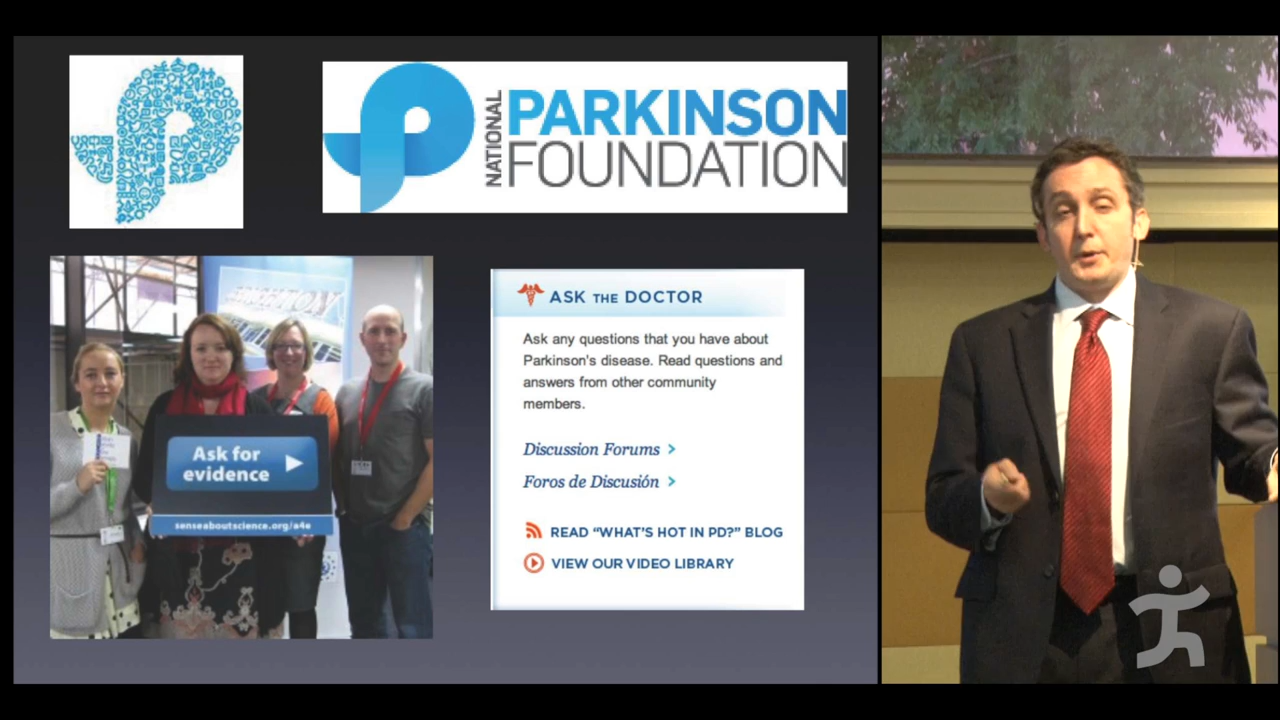 NATIONAL
PARKINSON
FOUNDATION
Ask for
evidence
senseaboutscience.org/a4e
ASK THE DOCTOR
Ask any questions that you have about
Parkinson's disease. Read questions and
answers from other community
members.
Discussion Forums >
Foros de Discusión >
READ “WHAT'S HOT IN PD?” BLOG
VIEW OUR VIDEO LIBRARY